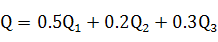 Q = 0.5Q₁ + 0.2Q₂ + 0.3Q₃